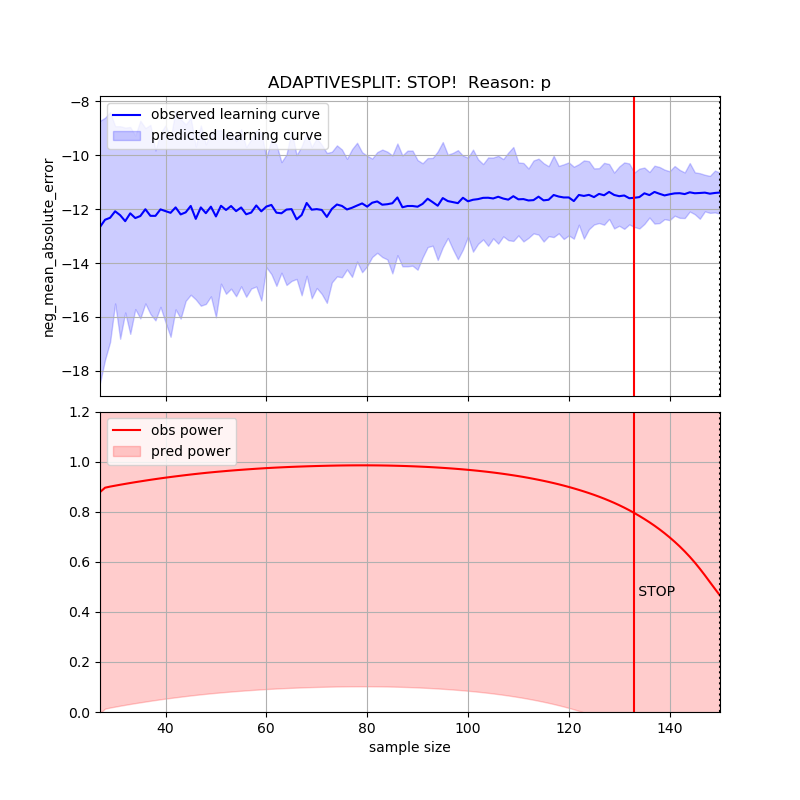 ADAPTIVESPLIT: STOP!  Reason: p
observed learning curve
predicted learning curve
neg_mean_absolute_error
−8
−10
−12
−14
−16
−18
obs power
pred power
1.2
1.0
0.8
0.6
0.4
0.2
0.0
STOP
40 60 80 100 120 140
sample size